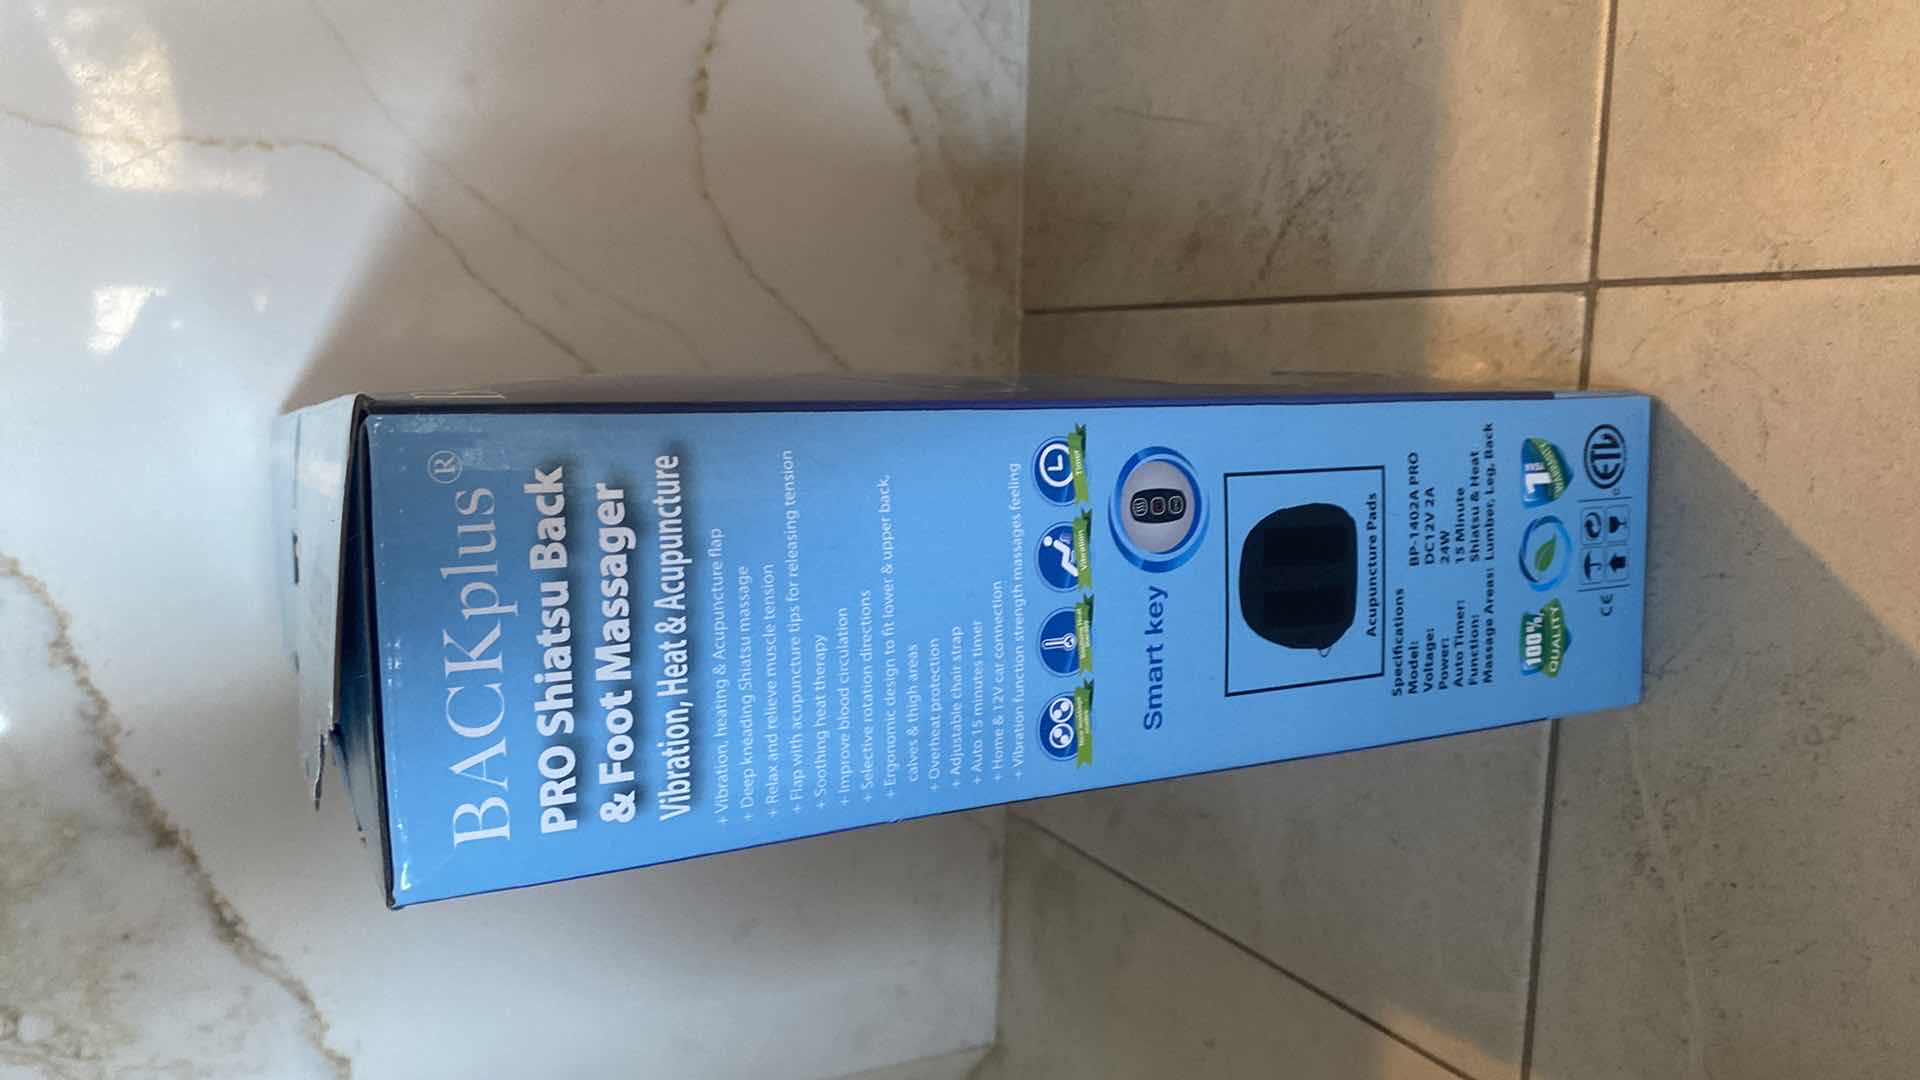 BACKplus®
PRO Shiatsu Back
& Foot Massager
Vibration, Heat & Acupuncture
+ Vibration, heating & Acupuncture flap
+ Deep kneading Shiatsu massage
+ Relax and relieve muscle tension
+ Flap with acupuncture tips for releasing tension
+ Soothing heat therapy
+ Improve blood circulation
+ Selective rotation directions
+ Ergonomic design to fit lower & upper back,
calves & thigh areas
+ Overheat protection
+ Adjustable chair strap
+ Auto 15 minutes timer
+ Home & 12V car connection
+ Vibration function strength massages feeling
Vibration
Timer
Smart key
Acupuncture Pads
Specifications
Model: BP-1402A PRO
Voltage: DC12V 2A
Power: 24W
Auto Timer: 15 Minute
Function: Shiatsu & Heat
Massage Areas: Lumber, Leg, Back
100%
QUALITY
1
WARRANTY
CE
ETL